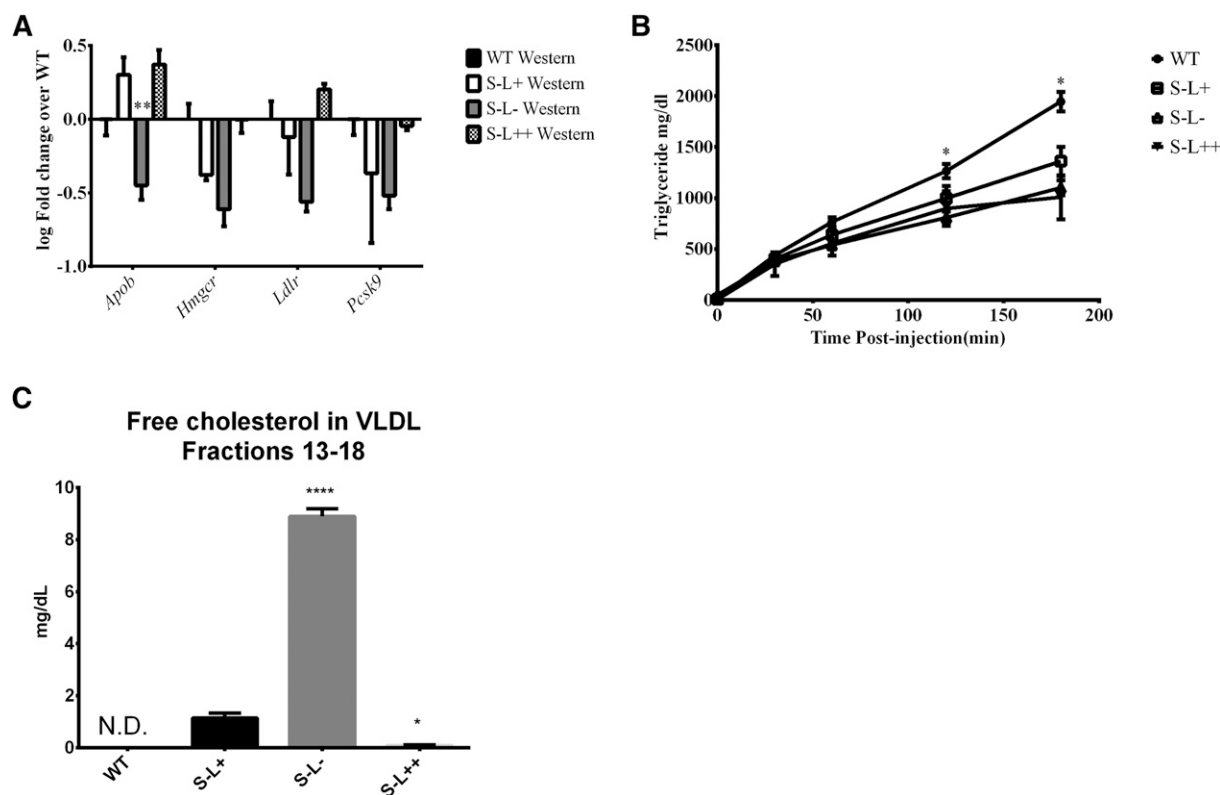 A
log Fold change over WT
0.5
0.0
-0.5
-1.0
**
Apob
Hmgcr
Ldlr
Pcsk9
WT Western
S-L+ Western
S-L- Western
S-L++ Western
B
Triglyceride mg/dl
2500
2000
1500
1000
500
0
*
*
0
50
100
150
200
Time Post-injection(min)
WT
S-L+
S-L-
S-L++
C
Free cholesterol in VLDL
Fractions 13-18
mg/dL
10
8
6
4
2
0
N.D.
****
*
WT
S-L+
S-L-
S-L++